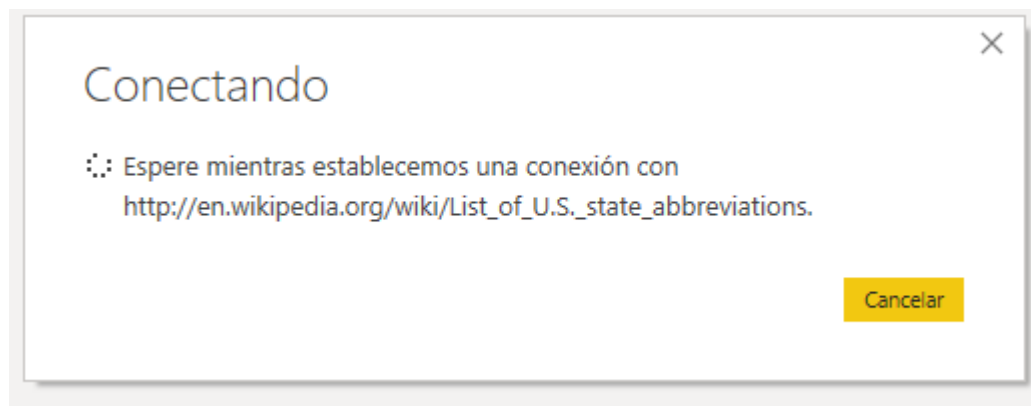 Conectando
Espere mientras establecemos una conexión con
http://en.wikipedia.org/wiki/List_of_U.S._state_abbreviations.
Cancelar